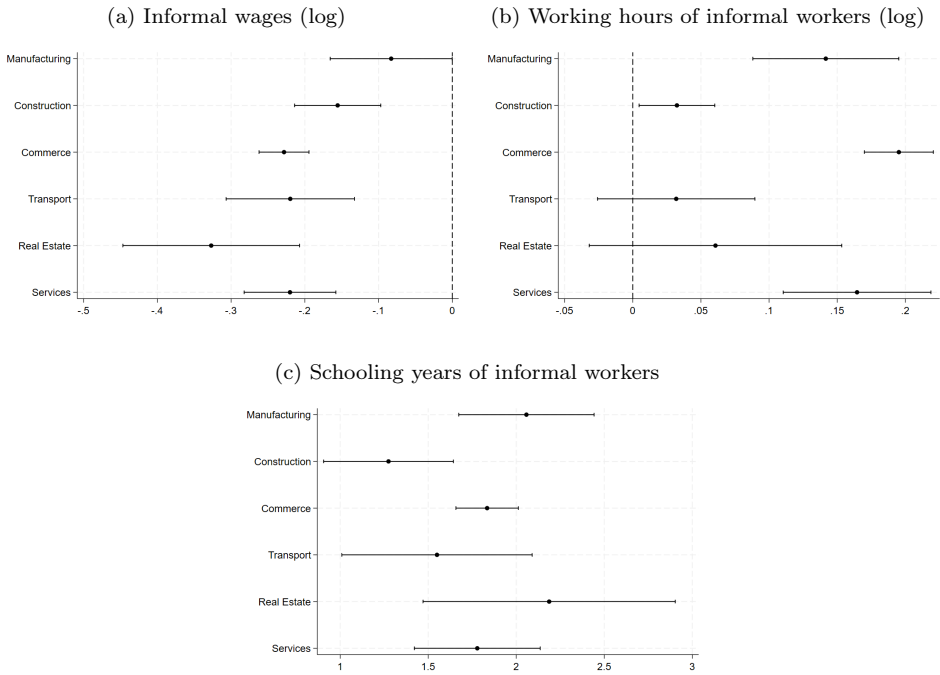 (a) Informal wages (log)
Manufacturing
Construction
Commerce
Transport
Real Estate
Services
-.5 -.4 -.3 -.2 -.1 0
(b) Working hours of informal workers (log)
Manufacturing
Construction
Commerce
Transport
Real Estate
Services
-.05 0 .05 .1 .15 .2
(c) Schooling years of informal workers
Manufacturing
Construction
Commerce
Transport
Real Estate
Services
1 1.5 2 2.5 3